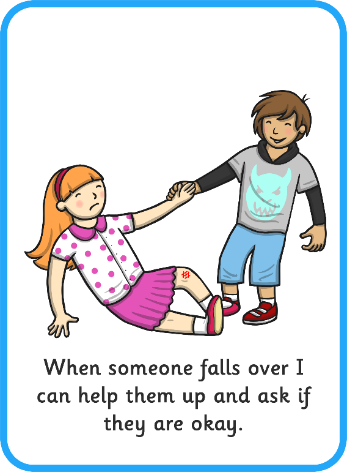 When someone falls over I
can help them up and ask if
they are okay.